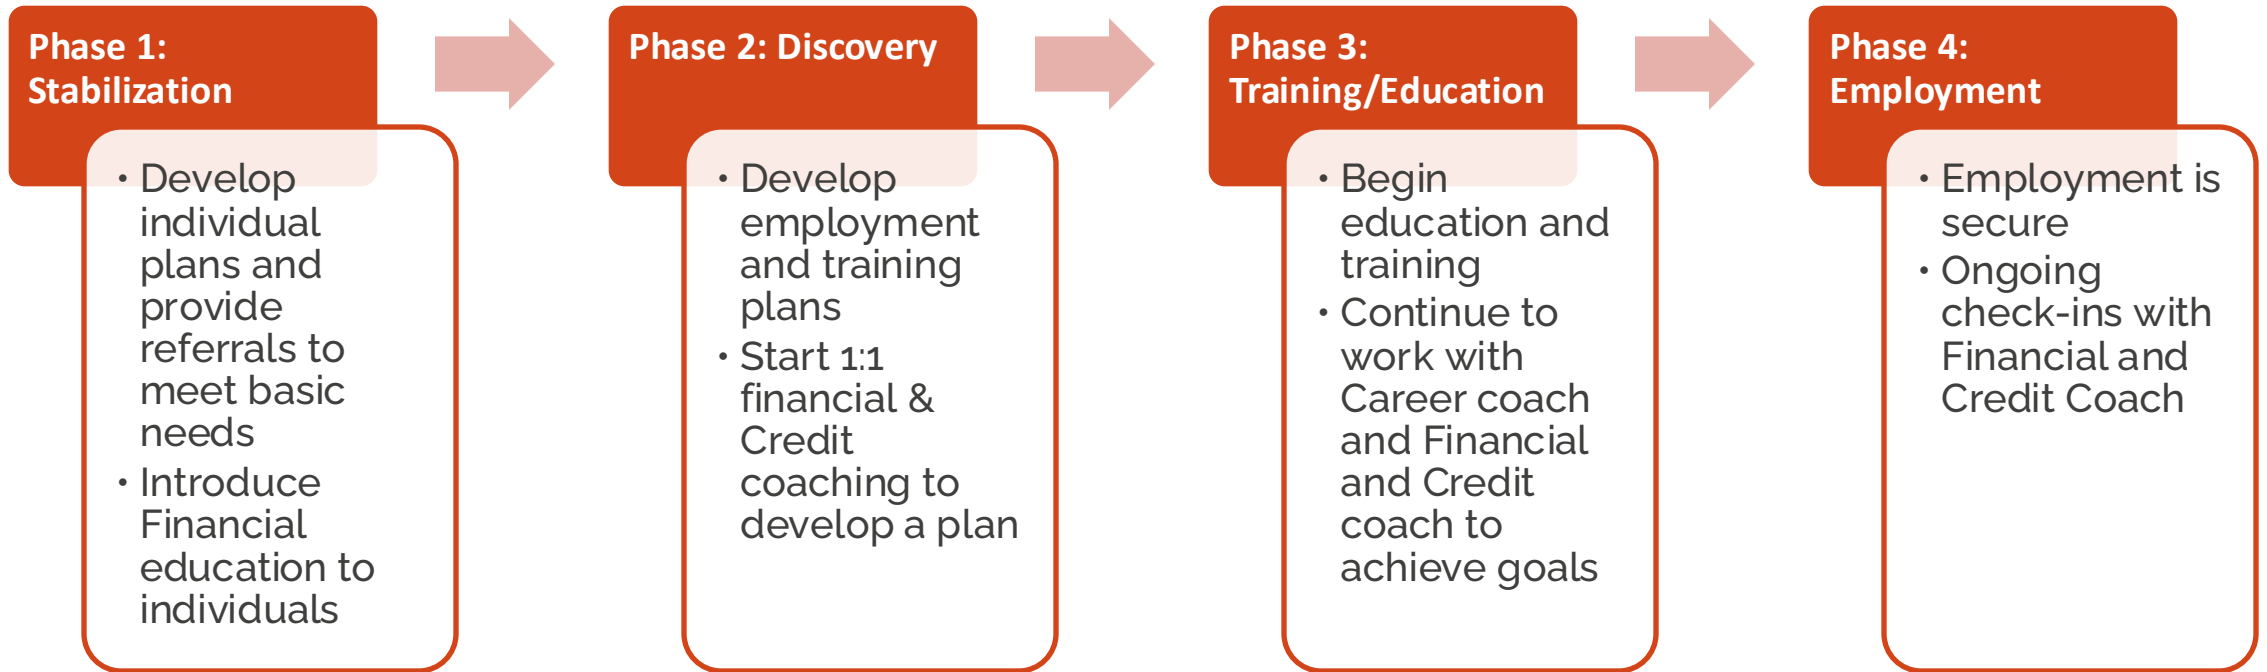 Phase 1:
Stabilization
• Develop
individual
plans and
provide
referrals to
meet basic
needs
• Introduce
Financial
education to
individuals
Phase 2: Discovery
• Develop
employment
and training
plans
• Start 1:1
financial &
Credit
coaching to
develop a plan
Phase 3:
Training/Education
• Begin
education and
training
• Continue to
work with
Career coach
and Financial
and Credit
coach to
achieve goals
Phase 4:
Employment
• Employment is
secure
• Ongoing
check-ins with
Financial and
Credit Coach